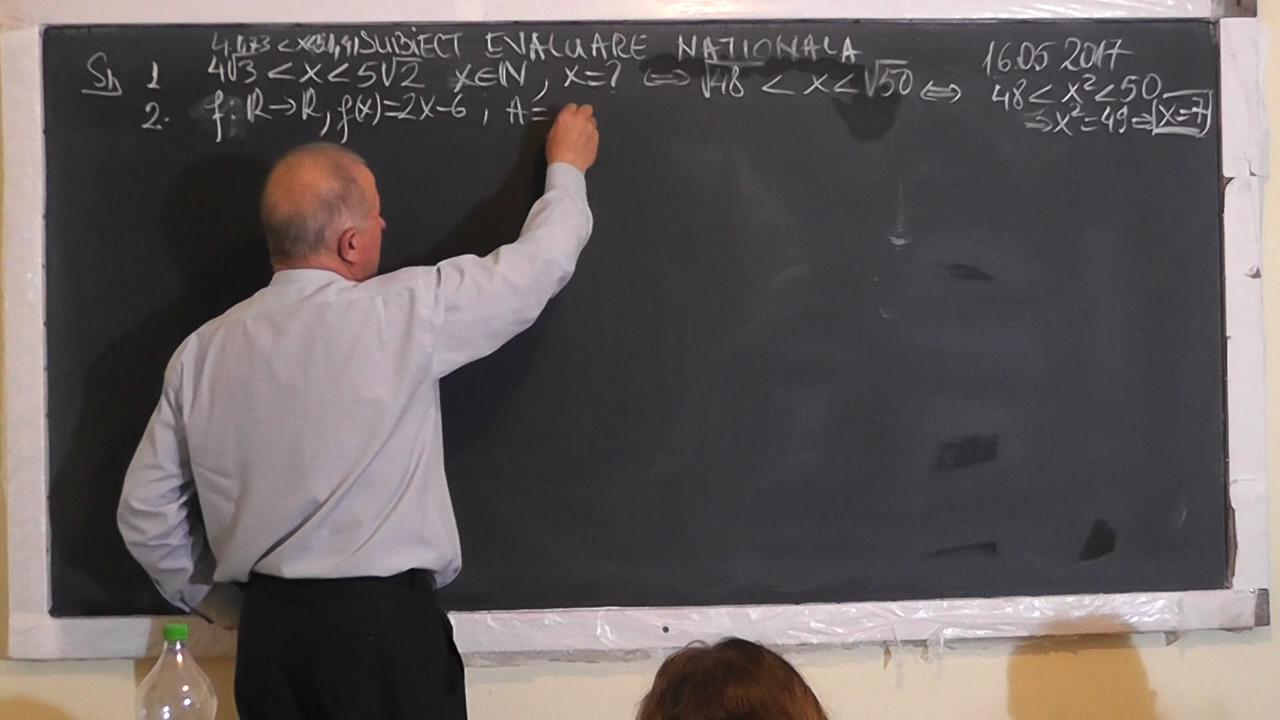 4·1,73 < x < 5·1,41 SUBIECT EVALUARE NATIONALA 16.05 2017
SIII 1 4√3 < x < 5√2 x∈ℕ, x=? ⇔ √48 < x < √50 ⇔ 48 < x² < 50
⇒ x² = 49 ⇒ x=7
2. f: ℝ→ℝ, f(x)=2x-6 ; A=